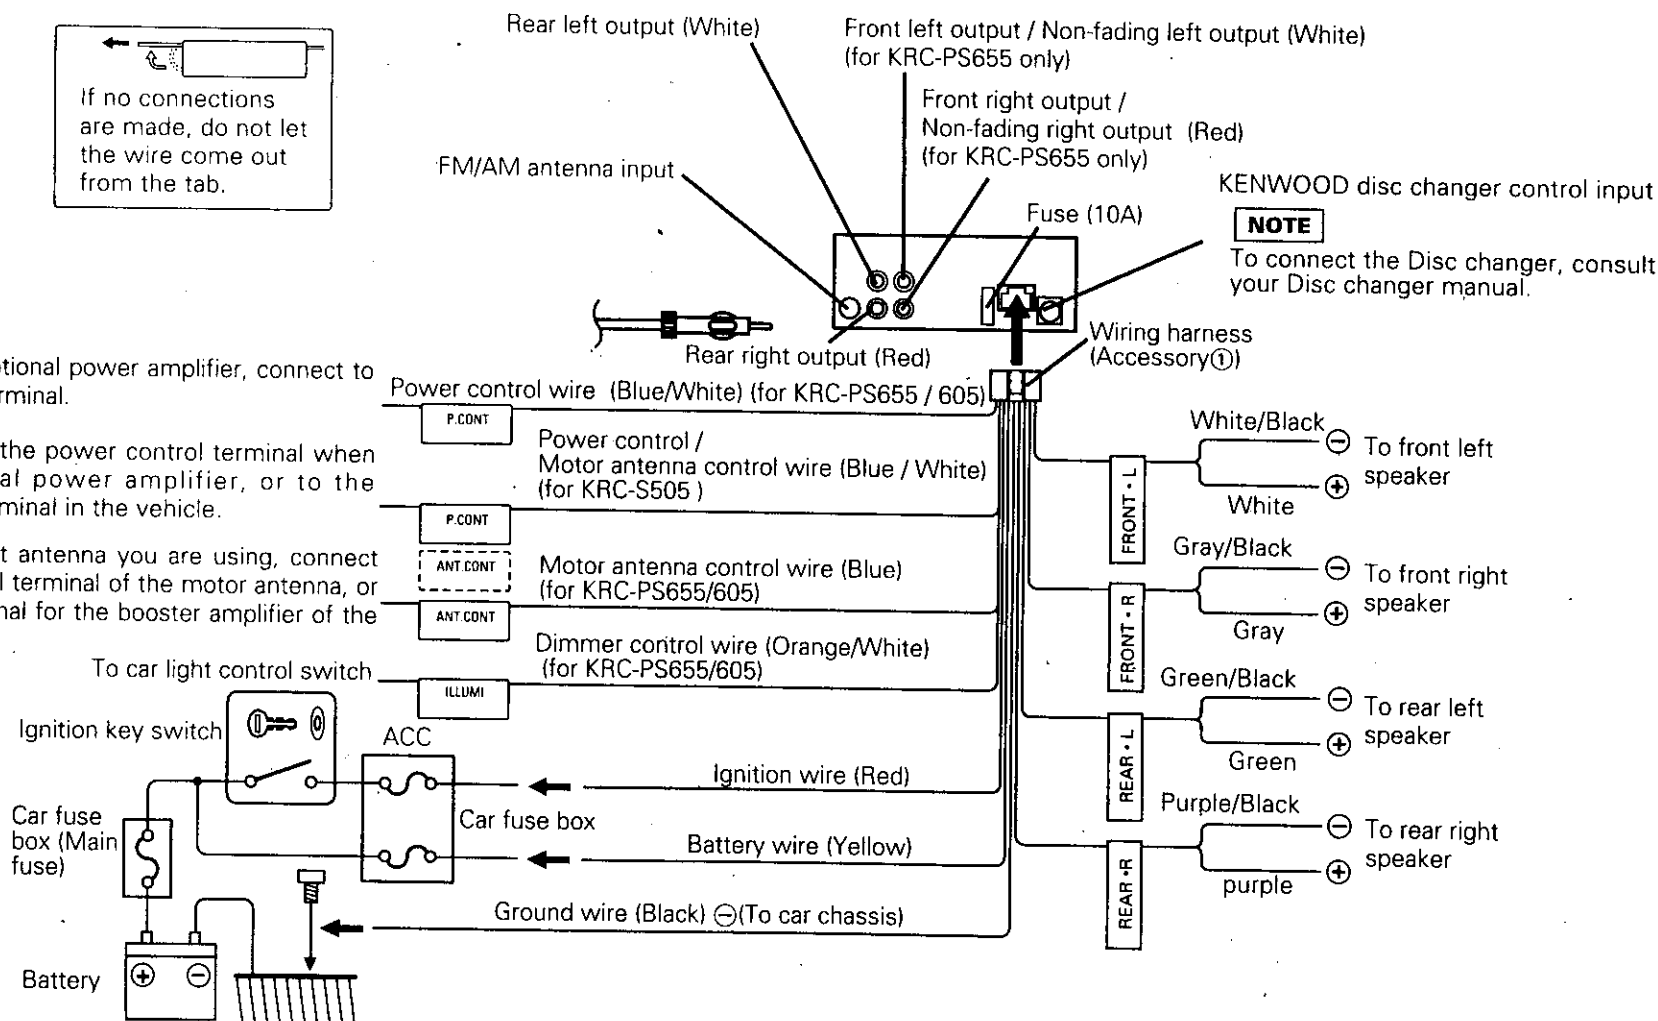 Rear left output (White)
Front left output / Non-fading left output (White)
(for KRC-PS655 only)
If no connections
are made, do not let
the wire come out
from the tab.
Front right output /
Non-fading right output (Red)
(for KRC-PS655 only)
FM/AM antenna input
KENWOOD disc changer control input
NOTE
To connect the Disc changer, consult
your Disc changer manual.
Fuse (10A)
Rear right output (Red)
Wiring harness
(Accessory①)
tional power amplifier, connect to
rminal.
Power control wire (Blue/White) (for KRC-PS655 / 605)
P.CONT
the power control terminal when
al power amplifier, or to the
minal in the vehicle.
Power control /
Motor antenna control wire (Blue / White)
(for KRC-S505 )
P.CONT
t antenna you are using, connect
l terminal of the motor antenna, or
nal for the booster amplifier of the
ANT.CONT
Motor antenna control wire (Blue)
(for KRC-PS655/605)
ANT.CONT
Dimmer control wire (Orange/White)
(for KRC-PS655/605)
To car light control switch
ILLUMI
Ignition key switch
ACC
Ignition wire (Red)
Car fuse
box (Main
fuse)
Car fuse box
Battery wire (Yellow)
Ground wire (Black) ⊖(To car chassis)
Battery
⊕ ⊖
White/Black
⊖ To front left
⊕ speaker
White
FRONT • L
Gray/Black
⊖ To front right
⊕ speaker
Gray
FRONT • R
Green/Black
⊖ To rear left
⊕ speaker
Green
REAR • L
Purple/Black
⊖ To rear right
⊕ speaker
purple
REAR • R